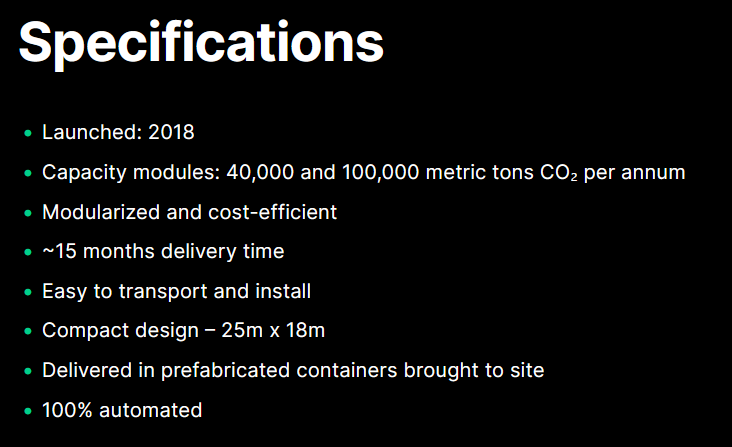 Specifications
• Launched: 2018
• Capacity modules: 40,000 and 100,000 metric tons CO₂ per annum
• Modularized and cost-efficient
• ~15 months delivery time
• Easy to transport and install
• Compact design – 25m x 18m
• Delivered in prefabricated containers brought to site
• 100% automated